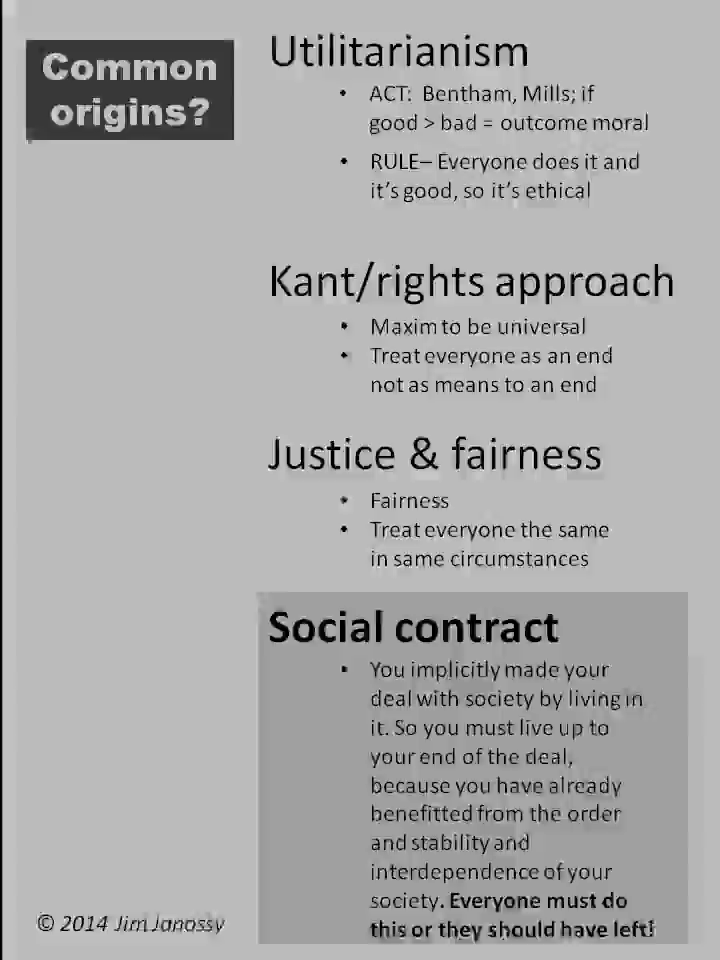 Common
origins?
Utilitarianism
• ACT: Bentham, Mills; if
good > bad = outcome moral
• RULE– Everyone does it and
it's good, so it's ethical
Kant/rights approach
• Maxim to be universal
• Treat everyone as an end
not as means to an end
Justice & fairness
• Fairness
• Treat everyone the same
in same circumstances
Social contract
• You implicitly made your
deal with society by living in
it. So you must live up to
your end of the deal,
because you have already
benefitted from the order
and stability and
interdependence of your
society. Everyone must do
this or they should have left!
© 2014 Jim Janossy